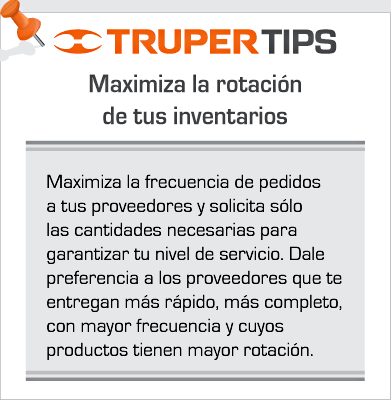 TRUPER TIPS
Maximiza la rotación
de tus inventarios
Maximiza la frecuencia de pedidos
a tus proveedores y solicita sólo
las cantidades necesarias para
garantizar tu nivel de servicio. Dale
preferencia a los proveedores que te
entregan más rápido, más completo,
con mayor frecuencia y cuyos
productos tienen mayor rotación.